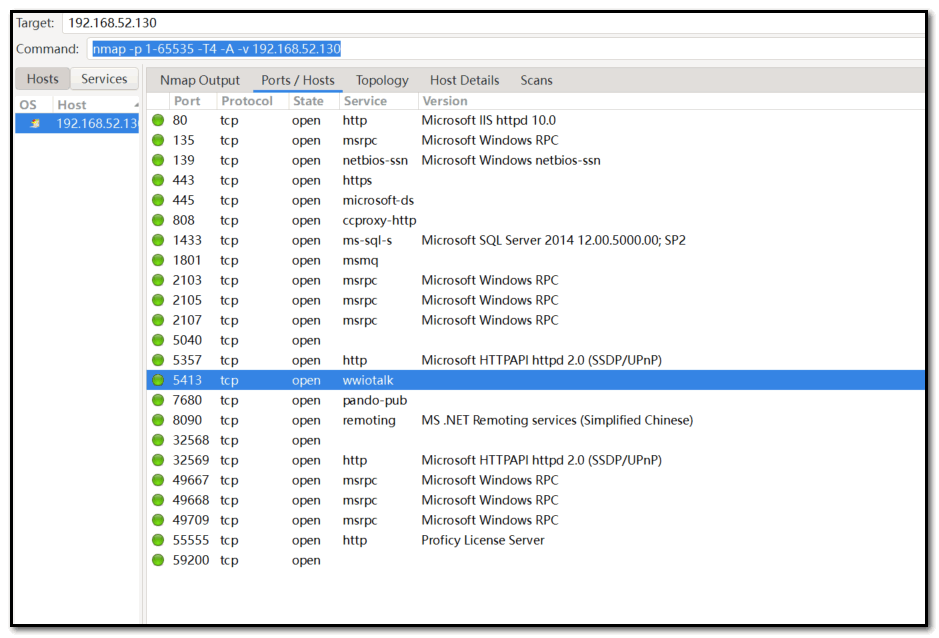 Target: 192.168.52.130
Command: nmap -p 1-65535 -T4 -A -v 192.168.52.130
Hosts Services Nmap Output Ports / Hosts Topology Host Details Scans
OS Host Port Protocol State Service Version
192.168.52.13
80 tcp open http Microsoft IIS httpd 10.0
135 tcp open msrpc Microsoft Windows RPC
139 tcp open netbios-ssn Microsoft Windows netbios-ssn
443 tcp open https
445 tcp open microsoft-ds
808 tcp open ccproxy-http
1433 tcp open ms-sql-s Microsoft SQL Server 2014 12.00.5000.00; SP2
1801 tcp open msmq
2103 tcp open msrpc Microsoft Windows RPC
2105 tcp open msrpc Microsoft Windows RPC
2107 tcp open msrpc Microsoft Windows RPC
5040 tcp open
5357 tcp open http Microsoft HTTPAPI httpd 2.0 (SSDP/UPnP)
5413 tcp open wwiotalk
7680 tcp open pando-pub
8090 tcp open remoting MS .NET Remoting services (Simplified Chinese)
32568 tcp open
32569 tcp open http Microsoft HTTPAPI httpd 2.0 (SSDP/UPnP)
49667 tcp open msrpc Microsoft Windows RPC
49668 tcp open msrpc Microsoft Windows RPC
49709 tcp open msrpc Microsoft Windows RPC
55555 tcp open http Proficy License Server
59200 tcp open